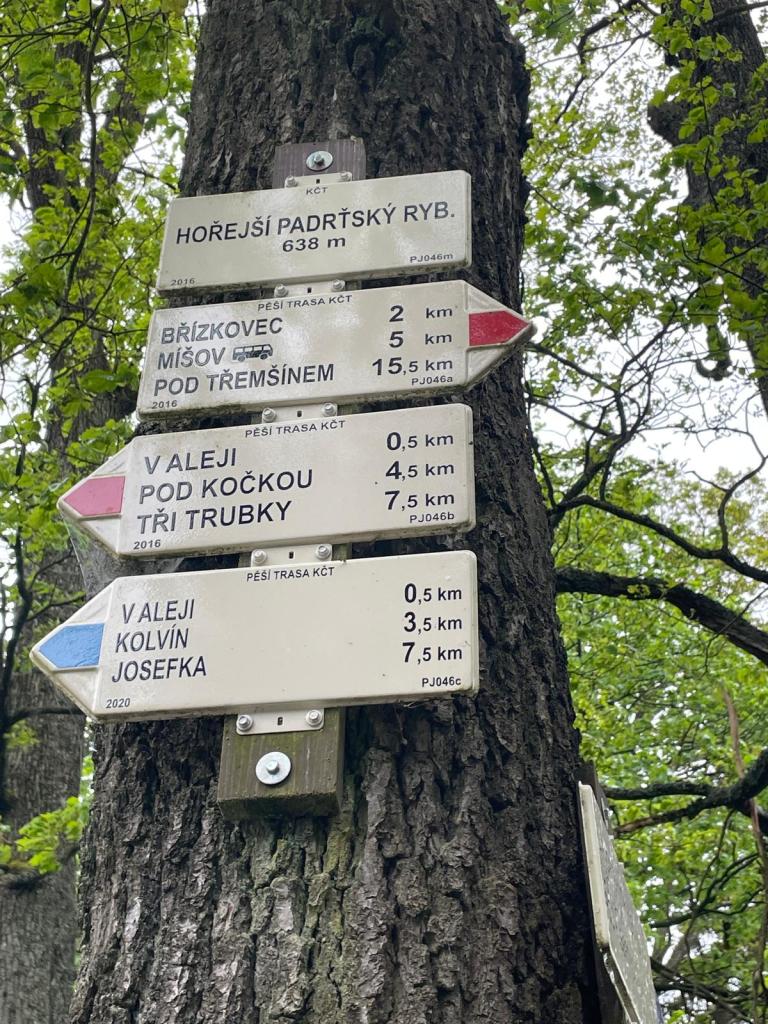 KČT
HOŘEJŠÍ PADRŤSKÝ RYB.
638 m
2016 PJ046m
PĚŠÍ TRASA KČT
BŘÍZKOVEC 2 km
MÍŠOV 5 km
POD TŘEMŠÍNEM 15,5 km
2016 PJ046a
PĚŠÍ TRASA KČT
V ALEJI 0,5 km
POD KOČKOU 4,5 km
TŘI TRUBKY 7,5 km
2016 PJ046b
PĚŠÍ TRASA KČT
V ALEJI 0,5 km
KOLVÍN 3,5 km
JOSEFKA 7,5 km
2020 PJ046c